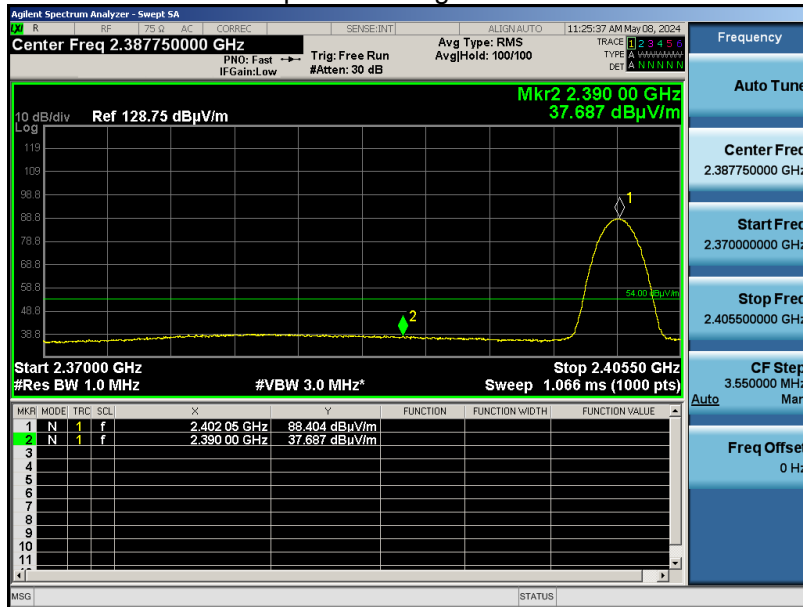 Agilent Spectrum Analyzer - Swept SA
LXI R RF 75 Ω AC CORREC SENSE:INT ALIGN AUTO 11:25:37 AM May 08, 2024
Center Freq 2.387750000 GHz
PNO: Fast
IFGain:Low
Trig: Free Run
#Atten: 30 dB
Avg Type: RMS
Avg|Hold: 100/100
TRACE 1 2 3 4 5 6
TYPE A
DET A N N N N N
Mkr2 2.390 00 GHz
37.687 dBµV/m
10 dB/div Ref 128.75 dBµV/m
Log
119
109
98.8
88.8
78.8
68.8
58.8
48.8
38.8
1
2
54.00 dBµV/m
Start 2.37000 GHz Stop 2.40550 GHz
#Res BW 1.0 MHz #VBW 3.0 MHz* Sweep 1.066 ms (1000 pts)
MKR MODE TRC SCL X Y FUNCTION FUNCTION WIDTH FUNCTION VALUE
1 N 1 f 2.402 05 GHz 88.404 dBµV/m
2 N 1 f 2.390 00 GHz 37.687 dBµV/m
3
4
5
6
7
8
9
10
11
MSG STATUS
Frequency
Auto Tune
Center Freq
2.387750000 GHz
Start Freq
2.370000000 GHz
Stop Freq
2.405500000 GHz
CF Step
3.550000 MHz
Auto Man
Freq Offset
0 Hz